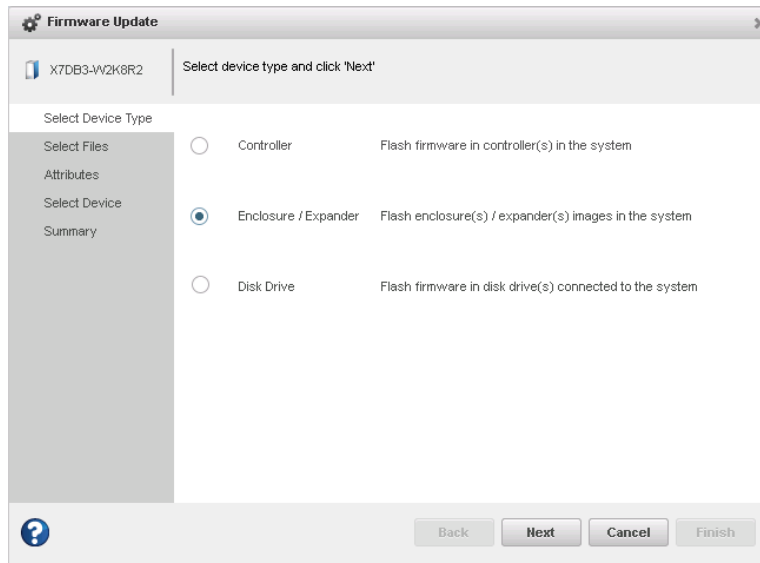 Firmware Update
X7DB3-W2K8R2
Select device type and click 'Next'
Select Device Type
Select Files
Attributes
Select Device
Summary
Controller Flash firmware in controller(s) in the system
Enclosure / Expander Flash enclosure(s) / expander(s) images in the system
Disk Drive Flash firmware in disk drive(s) connected to the system
? Back Next Cancel Finish